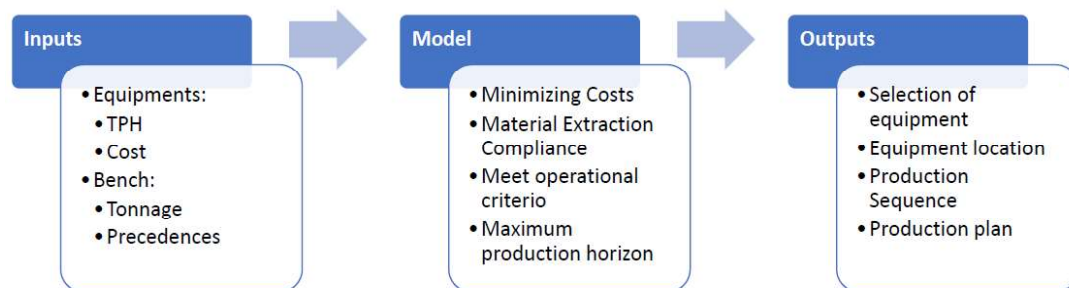 Inputs
• Equipments:
• TPH
• Cost
• Bench:
• Tonnage
• Precedences
Model
• Minimizing Costs
• Material Extraction
Compliance
• Meet operational
criterio
• Maximum
production horizon
Outputs
• Selection of
equipment
• Equipment location
• Production
Sequence
• Production plan